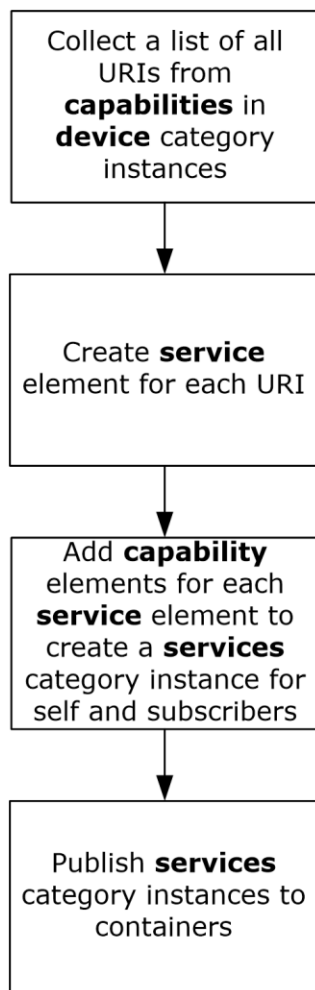 Collect a list of all
URIs from
capabilities in
device category
instances
Create service
element for each URI
Add capability
elements for each
service element to
create a services
category instance for
self and subscribers
Publish services
category instances to
containers